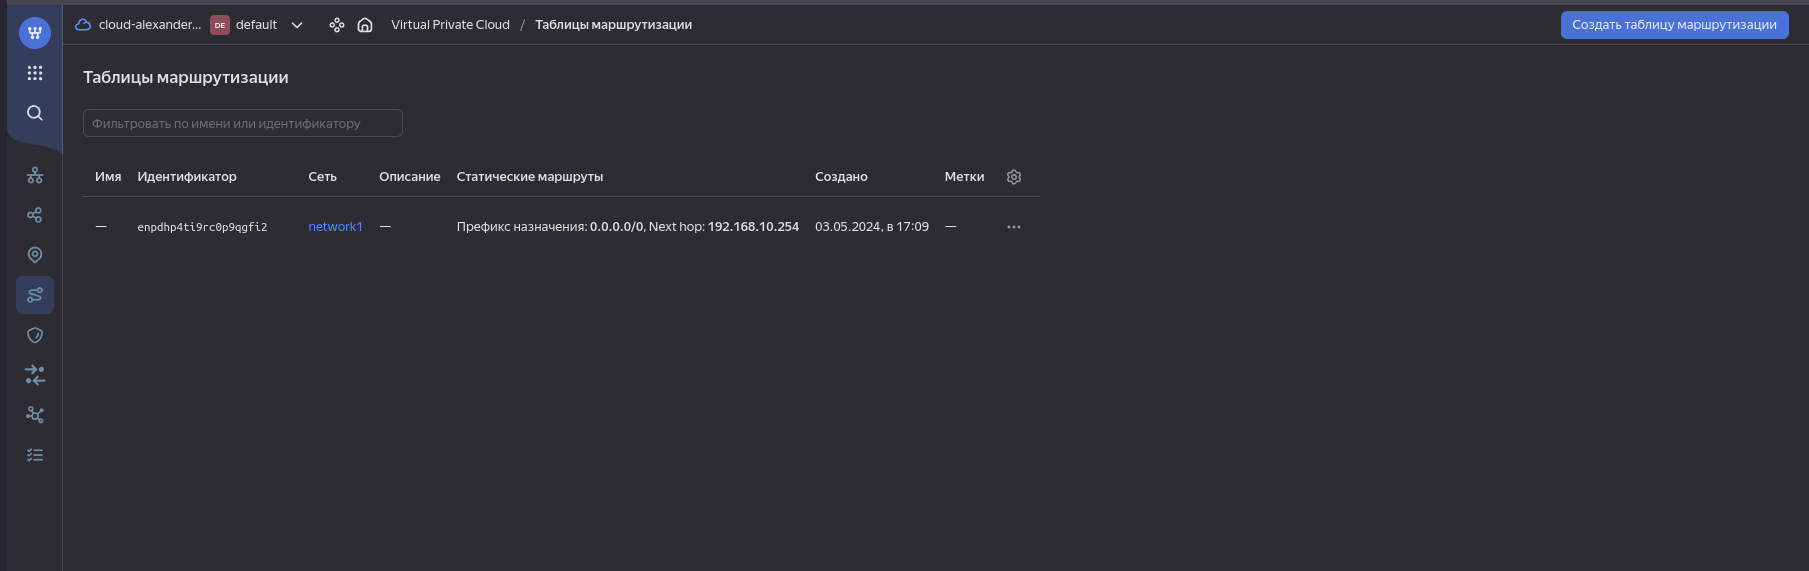 cloud-alexander... DE default Virtual Private Cloud / Таблицы маршрутизации Создать таблицу маршрутизации
Таблицы маршрутизации
Фильтровать по имени или идентификатору
Имя Идентификатор Сеть Описание Статические маршруты Создано Метки
— enpdhp4ti9rc0p9qgfi2 network1 — Префикс назначения: 0.0.0.0/0, Next hop: 192.168.10.254 03.05.2024, в 17:09 —